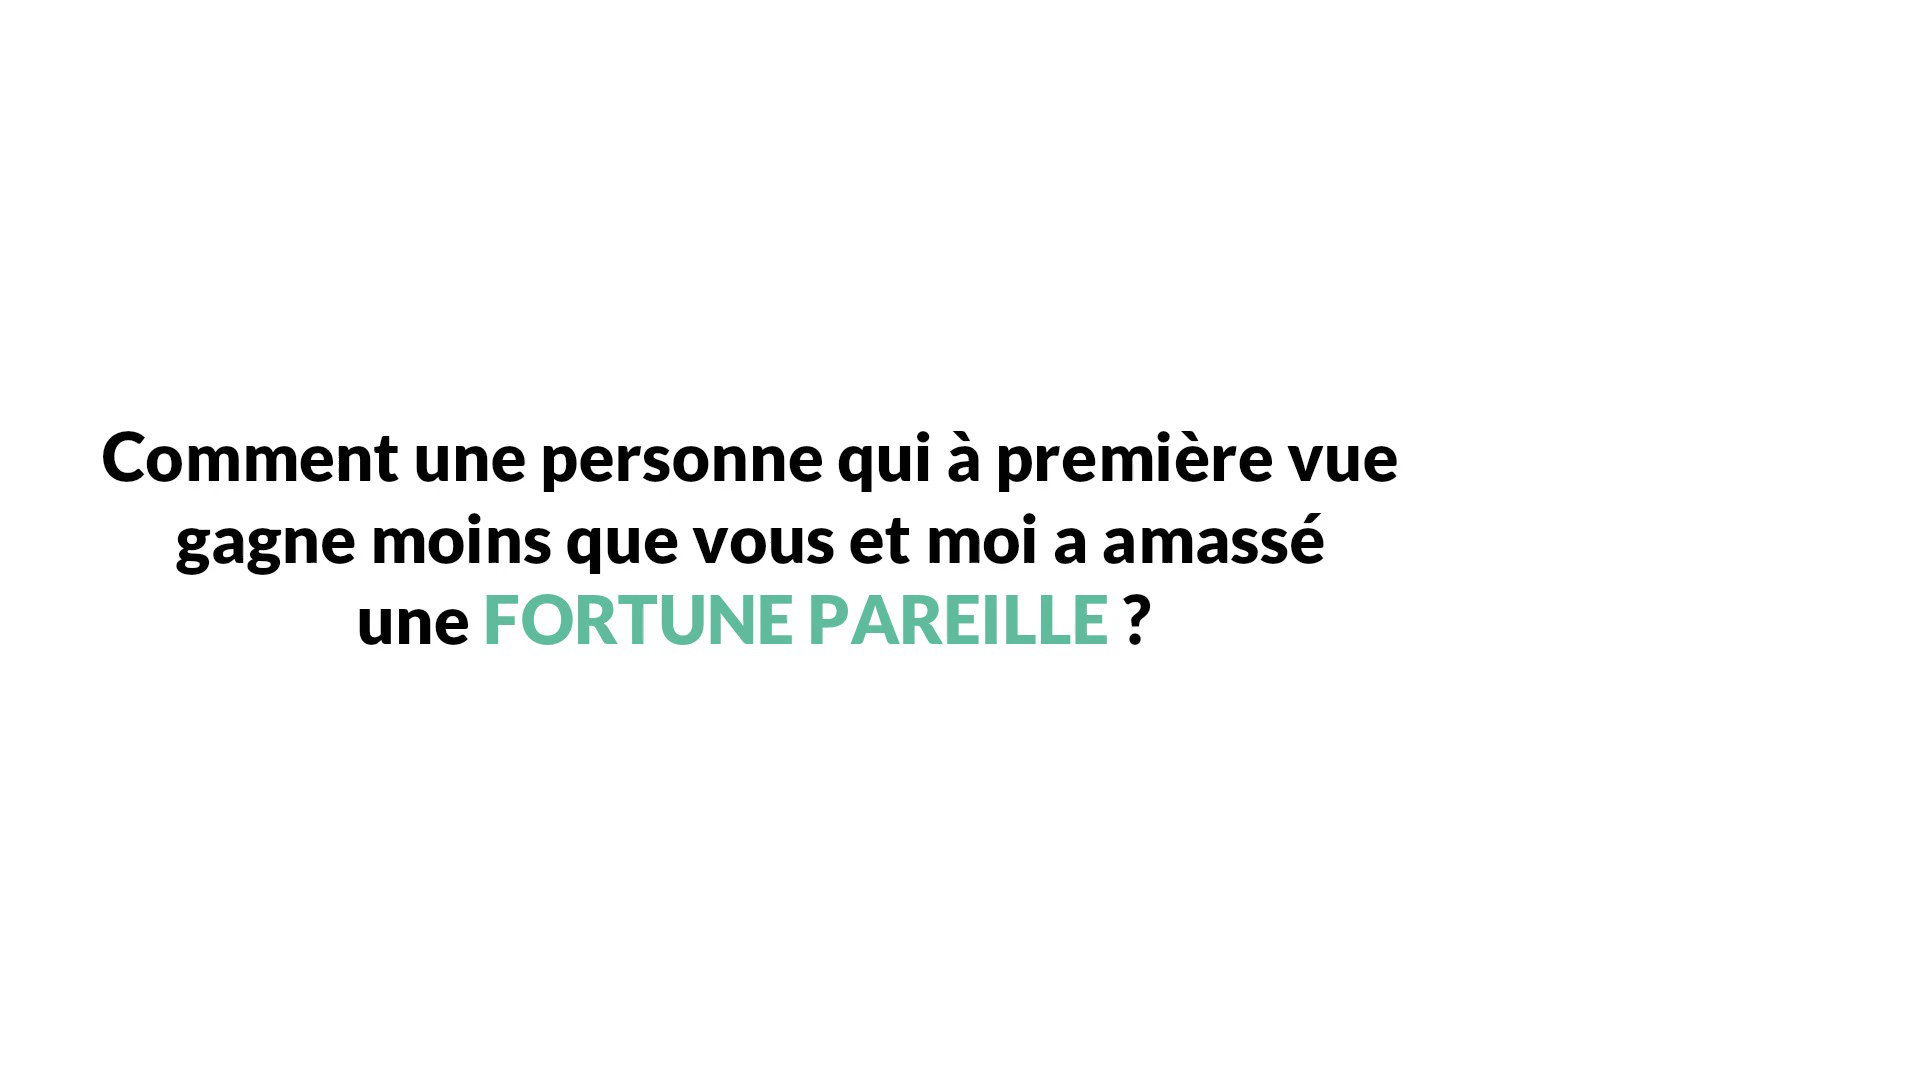 Comment une personne qui à première vue
gagne moins que vous et moi a amassé
une FORTUNE PAREILLE ?